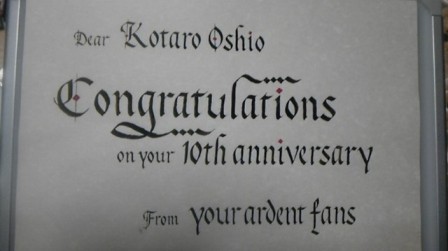 Dear Kotaro Oshio
Congratulations
on your 10th anniversary
From your ardent fans